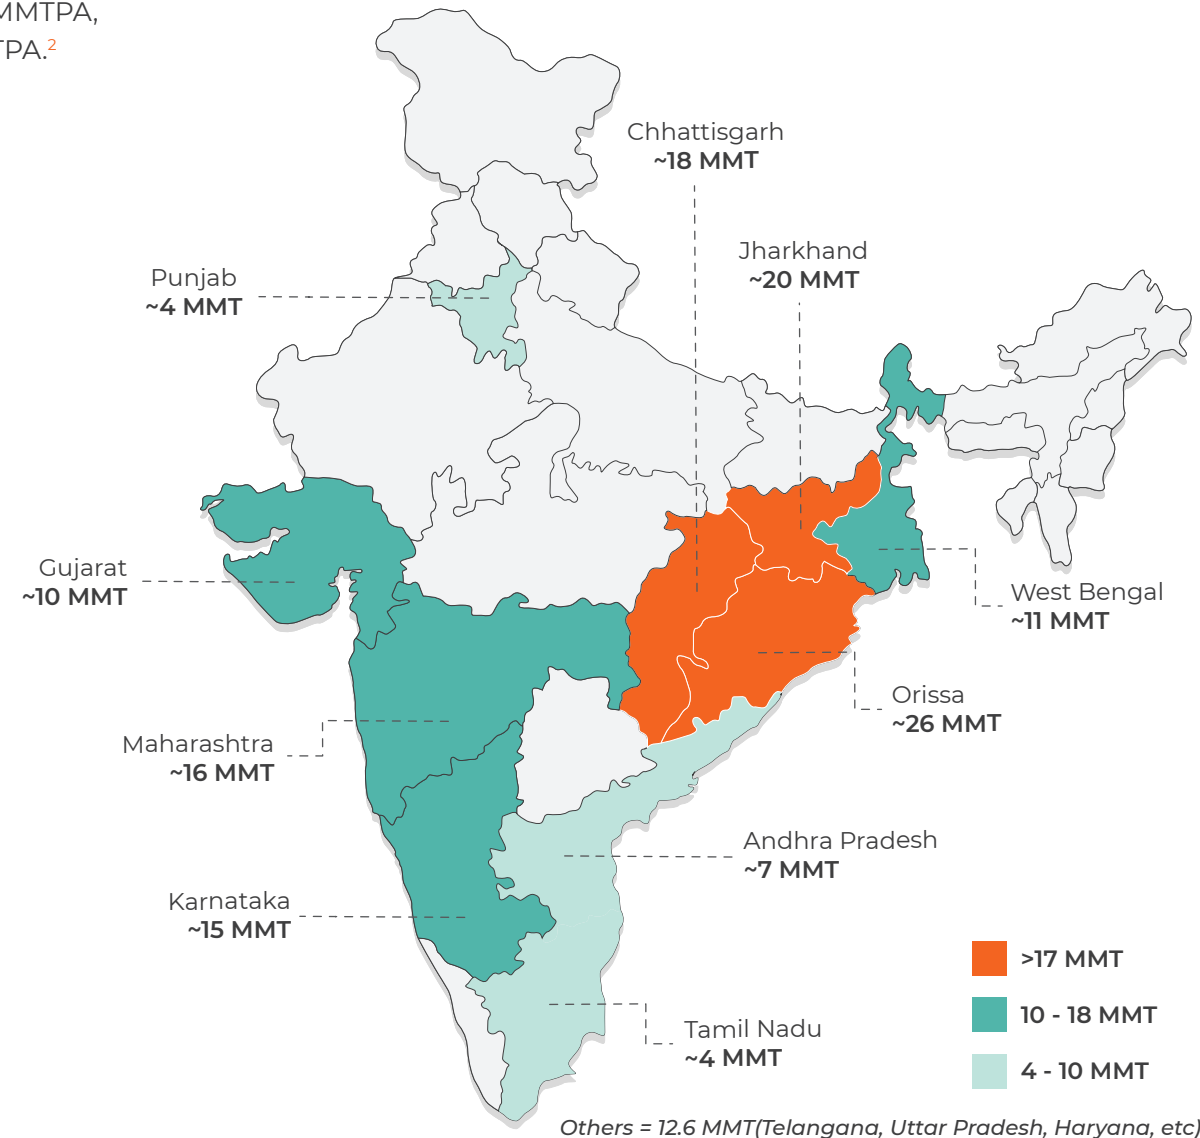 MMTPA,
TPA.2
Chhattisgarh
~18 MMT
Jharkhand
~20 MMT
Punjab
~4 MMT
Gujarat
~10 MMT
West Bengal
~11 MMT
Orissa
~26 MMT
Maharashtra
~16 MMT
Andhra Pradesh
~7 MMT
Karnataka
~15 MMT
Tamil Nadu
~4 MMT
>17 MMT
10 - 18 MMT
4 - 10 MMT
Others = 12.6 MMT(Telangana, Uttar Pradesh, Haryana, etc)